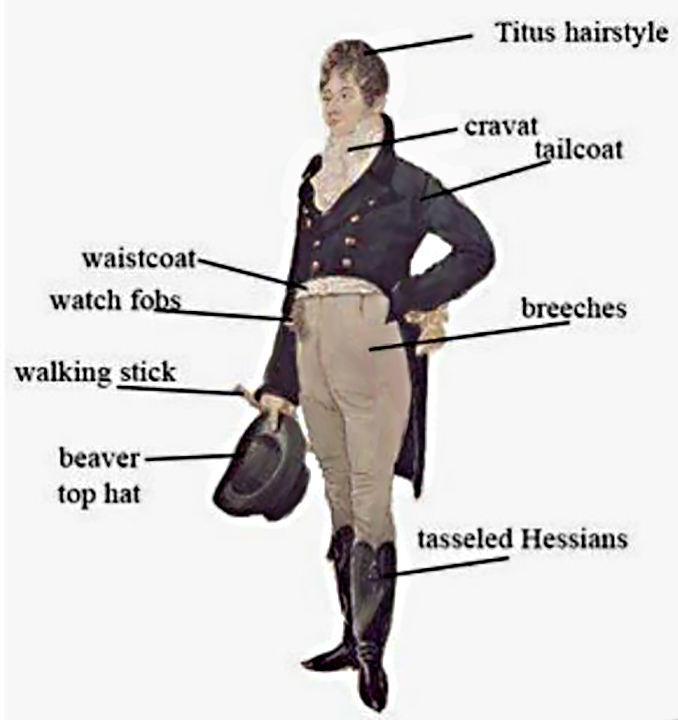 Titus hairstyle
cravat
tailcoat
waistcoat
watch fobs
breeches
walking stick
beaver
top hat
tasseled Hessians